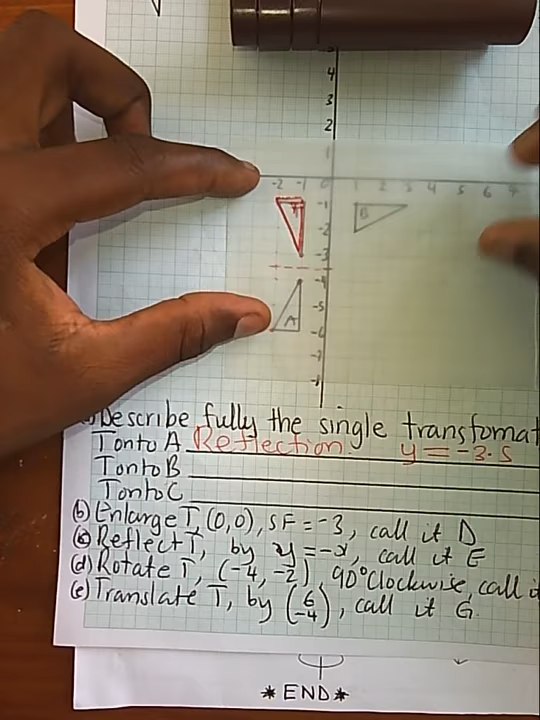 4
3
2
1
-2 -1 0 1 2 3 4 5 6
-1
B
-2
-3
-4
A
-5
-6
-7
Describe fully the single transfomat
T onto A Reflection. y = -3.5
T onto B
T onto C
(b) Enlarge T, (0,0), SF = -3, call it D
(c) Reflect T, by y = -x, call it E
(d) Rotate T, (-4, -2), 90° Clockwise, call i
(e) Translate T, by (6 -4), call it G.
* END *